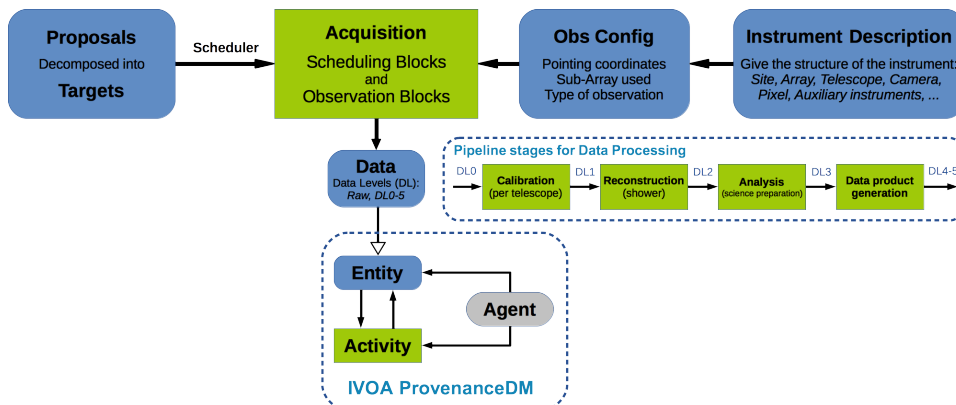 Proposals
Decomposed into
Targets
Scheduler
Acquisition
Scheduling Blocks
and
Observation Blocks
Obs Config
Pointing coordinates
Sub-Array used
Type of observation
Instrument Description
Give the structure of the instrument:
Site, Array, Telescope, Camera,
Pixel, Auxiliary instruments, ...
Data
Data Levels (DL):
Raw, DL0-5
Pipeline stages for Data Processing
DL0
Calibration
(per telescope)
DL1
Reconstruction
(shower)
DL2
Analysis
(science preparation)
DL3
Data product
generation
DL4-5
Entity
Agent
Activity
IVOA ProvenanceDM